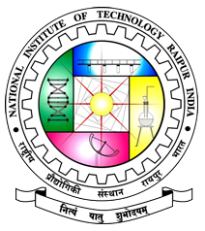 NATIONAL INSTITUTE OF TECHNOLOGY RAIPUR INDIA
राष्ट्रीय प्रौद्योगिकी संस्थान रायपुर भारत
नित्यं यातु शुभोदयम्